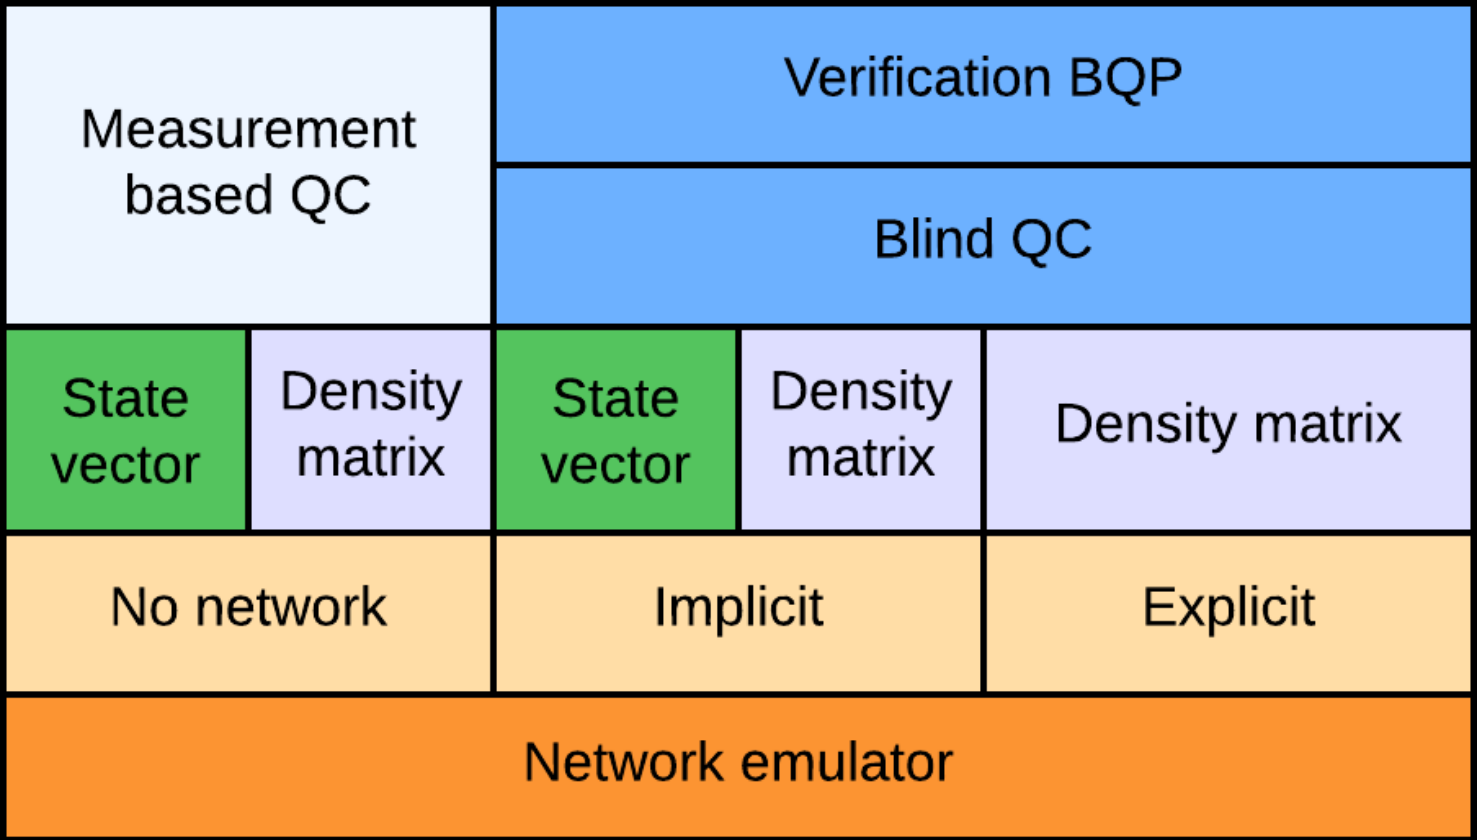 Measurement
based QC
Verification BQP
Blind QC
State
vector
Density
matrix
State
vector
Density
matrix
Density matrix
No network
Implicit
Explicit
Network emulator